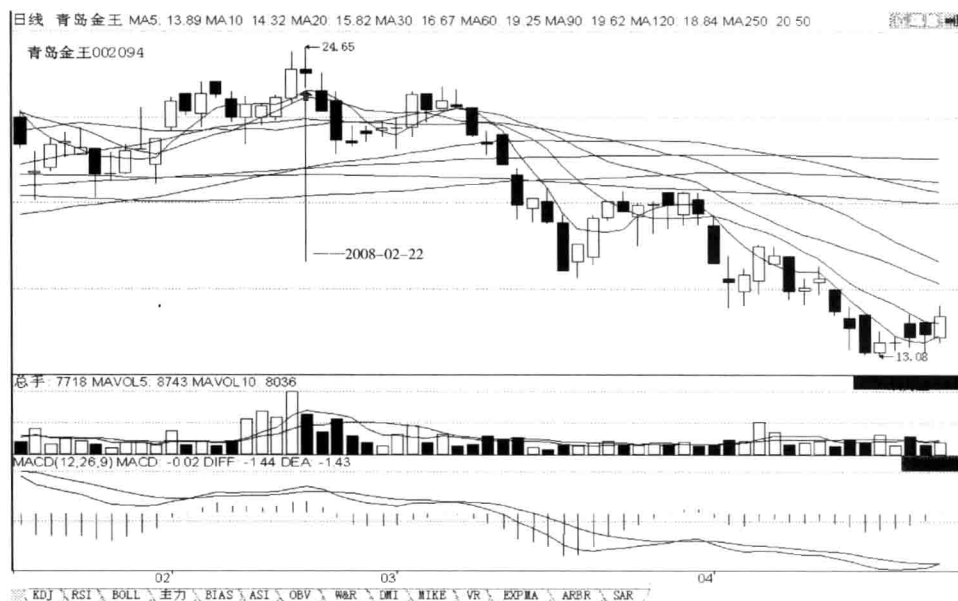 日线 青岛金王 MA5: 13.89 MA10 14 32 MA20: 15.82 MA30 16 67 MA60 19 25 MA90 19 62 MA120: 18 84 MA250 20 50
青岛金王002094
24.65
2008-02-22
13.08
总手: 7718 MAVOL5: 8743 MAVOL10: 8036
MACD(12,26,9) MACD: -0.02 DIFF -1.44 DEA: -1.43
02 03 04
KDJ RSI BOLL 主力 BIAS ASI OBV W&R DMI MIKE VR EXPMA ARBR SAR